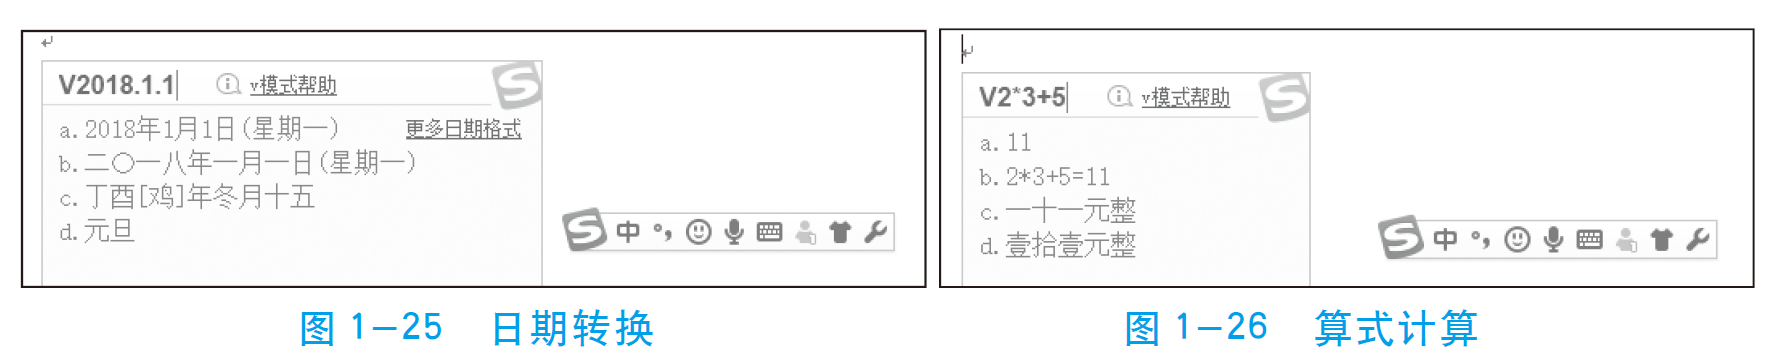 V2018.1.1 v模式帮助
a.2018年1月1日(星期一) 更多日期格式
b.二〇一八年一月一日(星期一)
c.丁酉[鸡]年冬月十五
d.元旦
中 °,
图 1-25 日期转换
V2*3+5 v模式帮助
a.11
b.2*3+5=11
c.一十一元整
d.壹拾壹元整
中 °,
图 1-26 算式计算